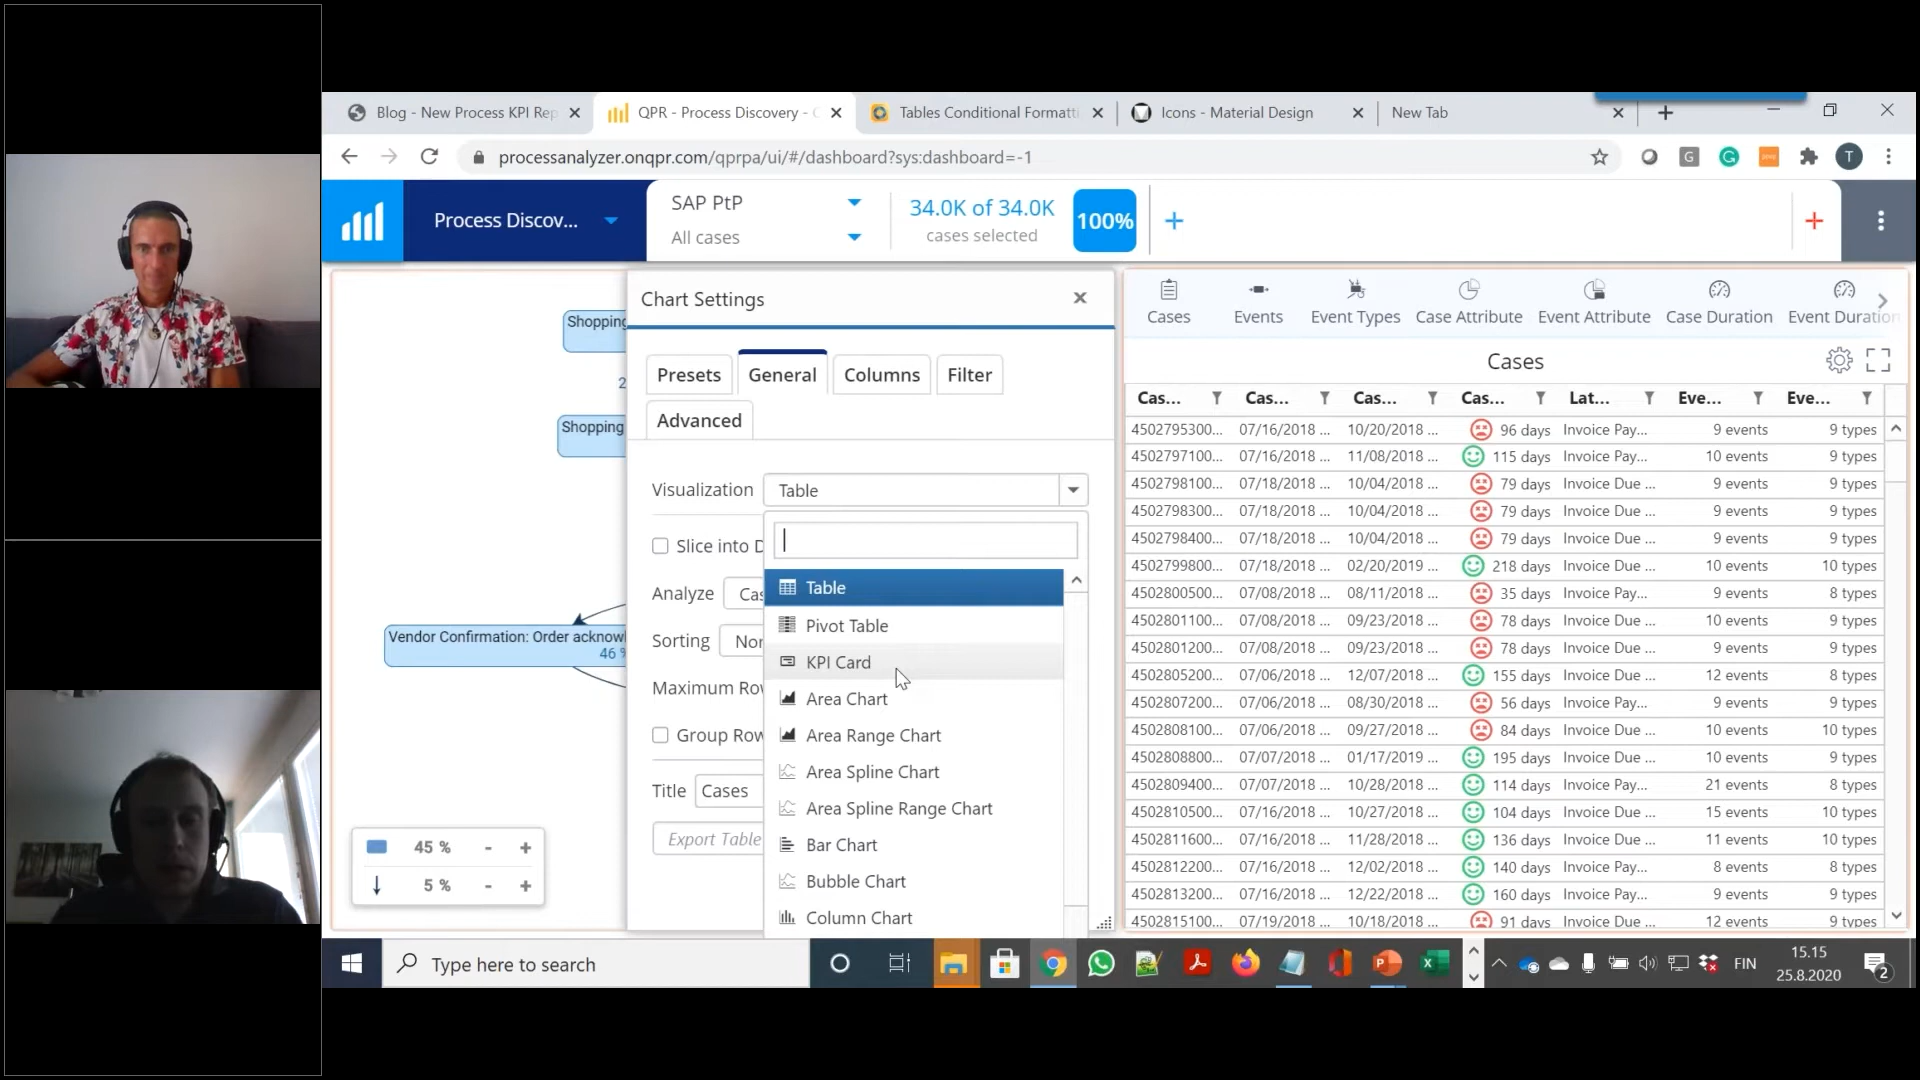 Blog - New Process KPI Rep
QPR - Process Discovery - C
Tables Conditional Formatti
Icons - Material Design
New Tab
processanalyzer.onqpr.com/qprpa/ui/#/dashboard?sys:dashboard=-1
G
T
Process Discov...
SAP PtP
All cases
34.0K of 34.0K
cases selected
100%
Shopping
2
Shopping
Vendor Confirmation: Order acknowl
46 %
45 % - +
5 % - +
Chart Settings
Presets
General
Columns
Filter
Advanced
Visualization
Table
Slice into D
Analyze
Cas
Sorting
Non
Maximum Row
Group Row
Title
Cases
Export Table
Table
Pivot Table
KPI Card
Area Chart
Area Range Chart
Area Spline Chart
Area Spline Range Chart
Bar Chart
Bubble Chart
Column Chart
Cases
Events
Event Types
Case Attribute
Event Attribute
Case Duration
Event Duration
Cases
Cas... Cas... Cas... Cas... Lat... Eve... Eve...
4502795300... 07/16/2018 ... 10/20/2018 ... 96 days Invoice Pay... 9 events 9 types
4502797100... 07/16/2018 ... 11/08/2018 ... 115 days Invoice Pay... 10 events 9 types
4502798100... 07/18/2018 ... 10/04/2018 ... 79 days Invoice Due ... 9 events 9 types
4502798300... 07/18/2018 ... 10/04/2018 ... 79 days Invoice Due ... 9 events 9 types
4502798400... 07/18/2018 ... 10/04/2018 ... 79 days Invoice Due ... 9 events 9 types
4502799800... 07/18/2018 ... 02/20/2019 ... 218 days Invoice Due ... 10 events 10 types
4502800500... 07/08/2018 ... 08/11/2018 ... 35 days Invoice Pay... 9 events 8 types
4502801100... 07/08/2018 ... 09/23/2018 ... 78 days Invoice Due ... 10 events 9 types
4502801200... 07/08/2018 ... 09/23/2018 ... 78 days Invoice Due ... 9 events 9 types
4502805200... 07/06/2018 ... 12/07/2018 ... 155 days Invoice Due ... 12 events 8 types
4502807200... 07/06/2018 ... 08/30/2018 ... 56 days Invoice Pay... 9 events 9 types
4502808100... 07/06/2018 ... 09/27/2018 ... 84 days Invoice Due ... 10 events 10 types
4502808800... 07/07/2018 ... 01/17/2019 ... 195 days Invoice Due ... 10 events 9 types
4502809400... 07/07/2018 ... 10/28/2018 ... 114 days Invoice Pay... 21 events 8 types
4502810500... 07/16/2018 ... 10/27/2018 ... 104 days Invoice Due ... 15 events 10 types
4502811600... 07/16/2018 ... 11/28/2018 ... 136 days Invoice Due ... 11 events 10 types
4502812200... 07/16/2018 ... 12/02/2018 ... 140 days Invoice Pay... 8 events 8 types
4502813200... 07/16/2018 ... 12/22/2018 ... 160 days Invoice Pay... 9 events 9 types
4502815100... 07/19/2018 ... 10/18/2018 ... 91 days Invoice Due ... 12 events 9 types
Type here to search
FIN
15.15
25.8.2020
2